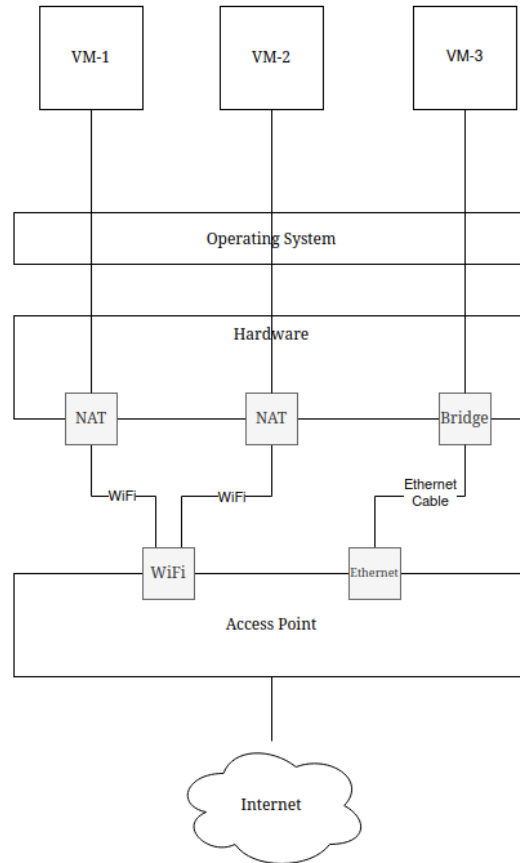 VM-1
VM-2
VM-3
Operating System
Hardware
NAT
NAT
Bridge
WiFi
WiFi
Ethernet
Cable
WiFi
Ethernet
Access Point
Internet